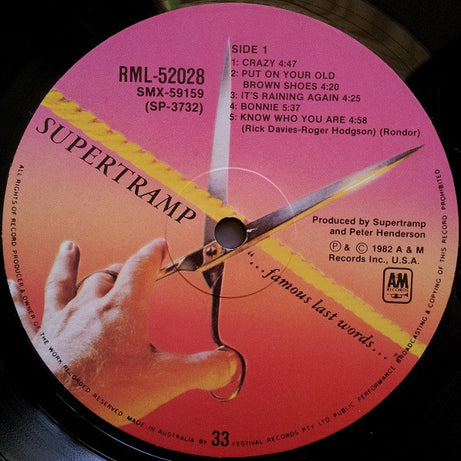 SIDE 1
RML-52028
SMX-59159
(SP-3732)
1: CRAZY 4:47
2: PUT ON YOUR OLD
BROWN SHOES 4:20
3: IT'S RAINING AGAIN 4:25
4: BONNIE 5:37
5: KNOW WHO YOU ARE 4:58
(Rick Davies-Roger Hodgson) (Rondor)
SUPERTRAMP
Produced by Supertramp
and Peter Henderson
℗ & © 1982 A & M
Records Inc., U.S.A.
AM
RECORDS
"...famous last words..."
ALL RIGHTS OF RECORD PRODUCER & OWNER OF THE WORK RECORDED RESERVED. MADE IN AUSTRALIA BY 33 FESTIVAL RECORDS PTY LTD. PUBLIC PERFORMANCE, BROADCASTING & COPYING OF THIS RECORD PROHIBITED